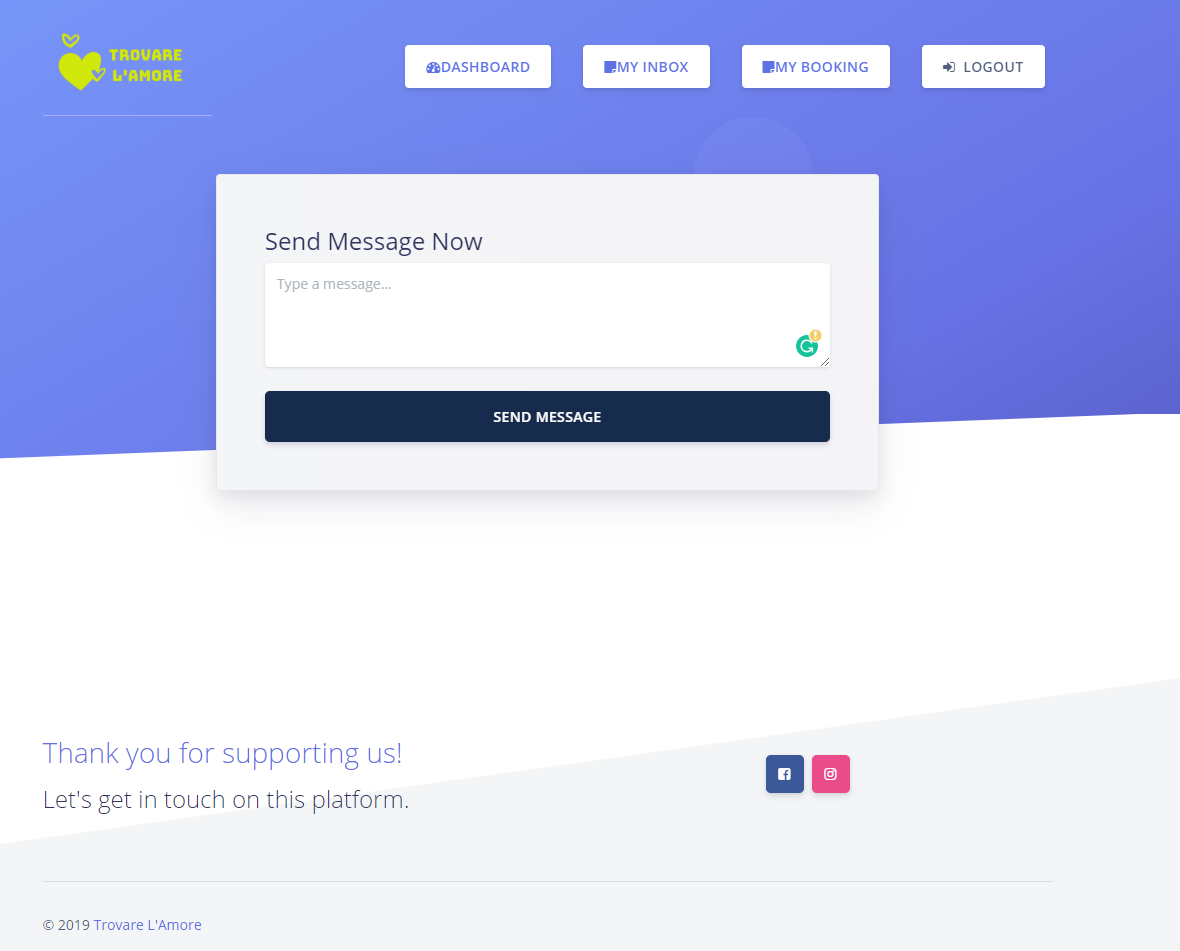 TROVARE
L'AMORE
DASHBOARD
MY INBOX
MY BOOKING
LOGOUT
Send Message Now
Type a message...
SEND MESSAGE
Thank you for supporting us!
Let's get in touch on this platform.
© 2019 Trovare L'Amore